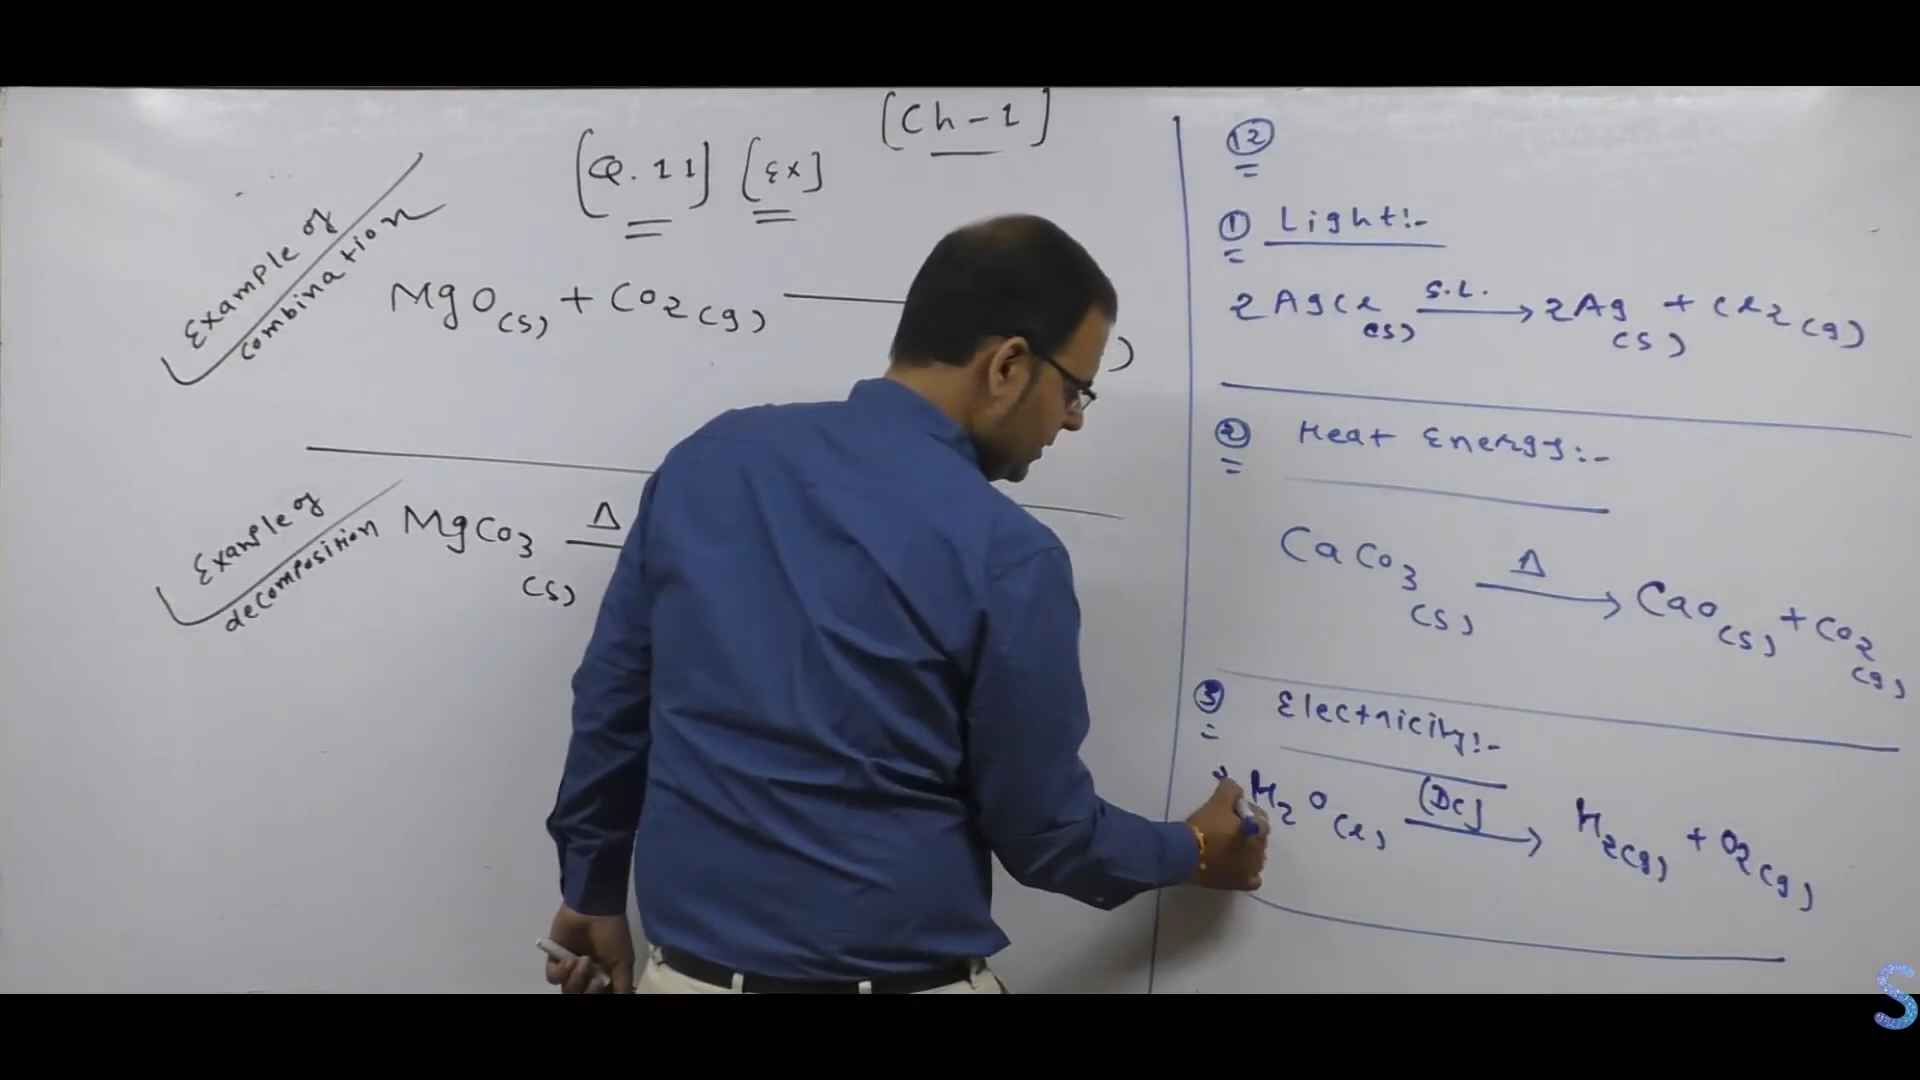 [Ch-1]
[Q.11] [Ex]
Example of
combination
MgO(s) + CO2(g)
)
Example of
decomposition
MgCO3(s) Δ
12
① Light:-
2AgCl(s) S.L. → 2Ag(s) + Cl2(g)
② Heat Energy:-
CaCO3(s) Δ → CaO(s) + CO2(g)
③ Electricity:-
H2O(l) [DC] → H2(g) + O2(g)
S